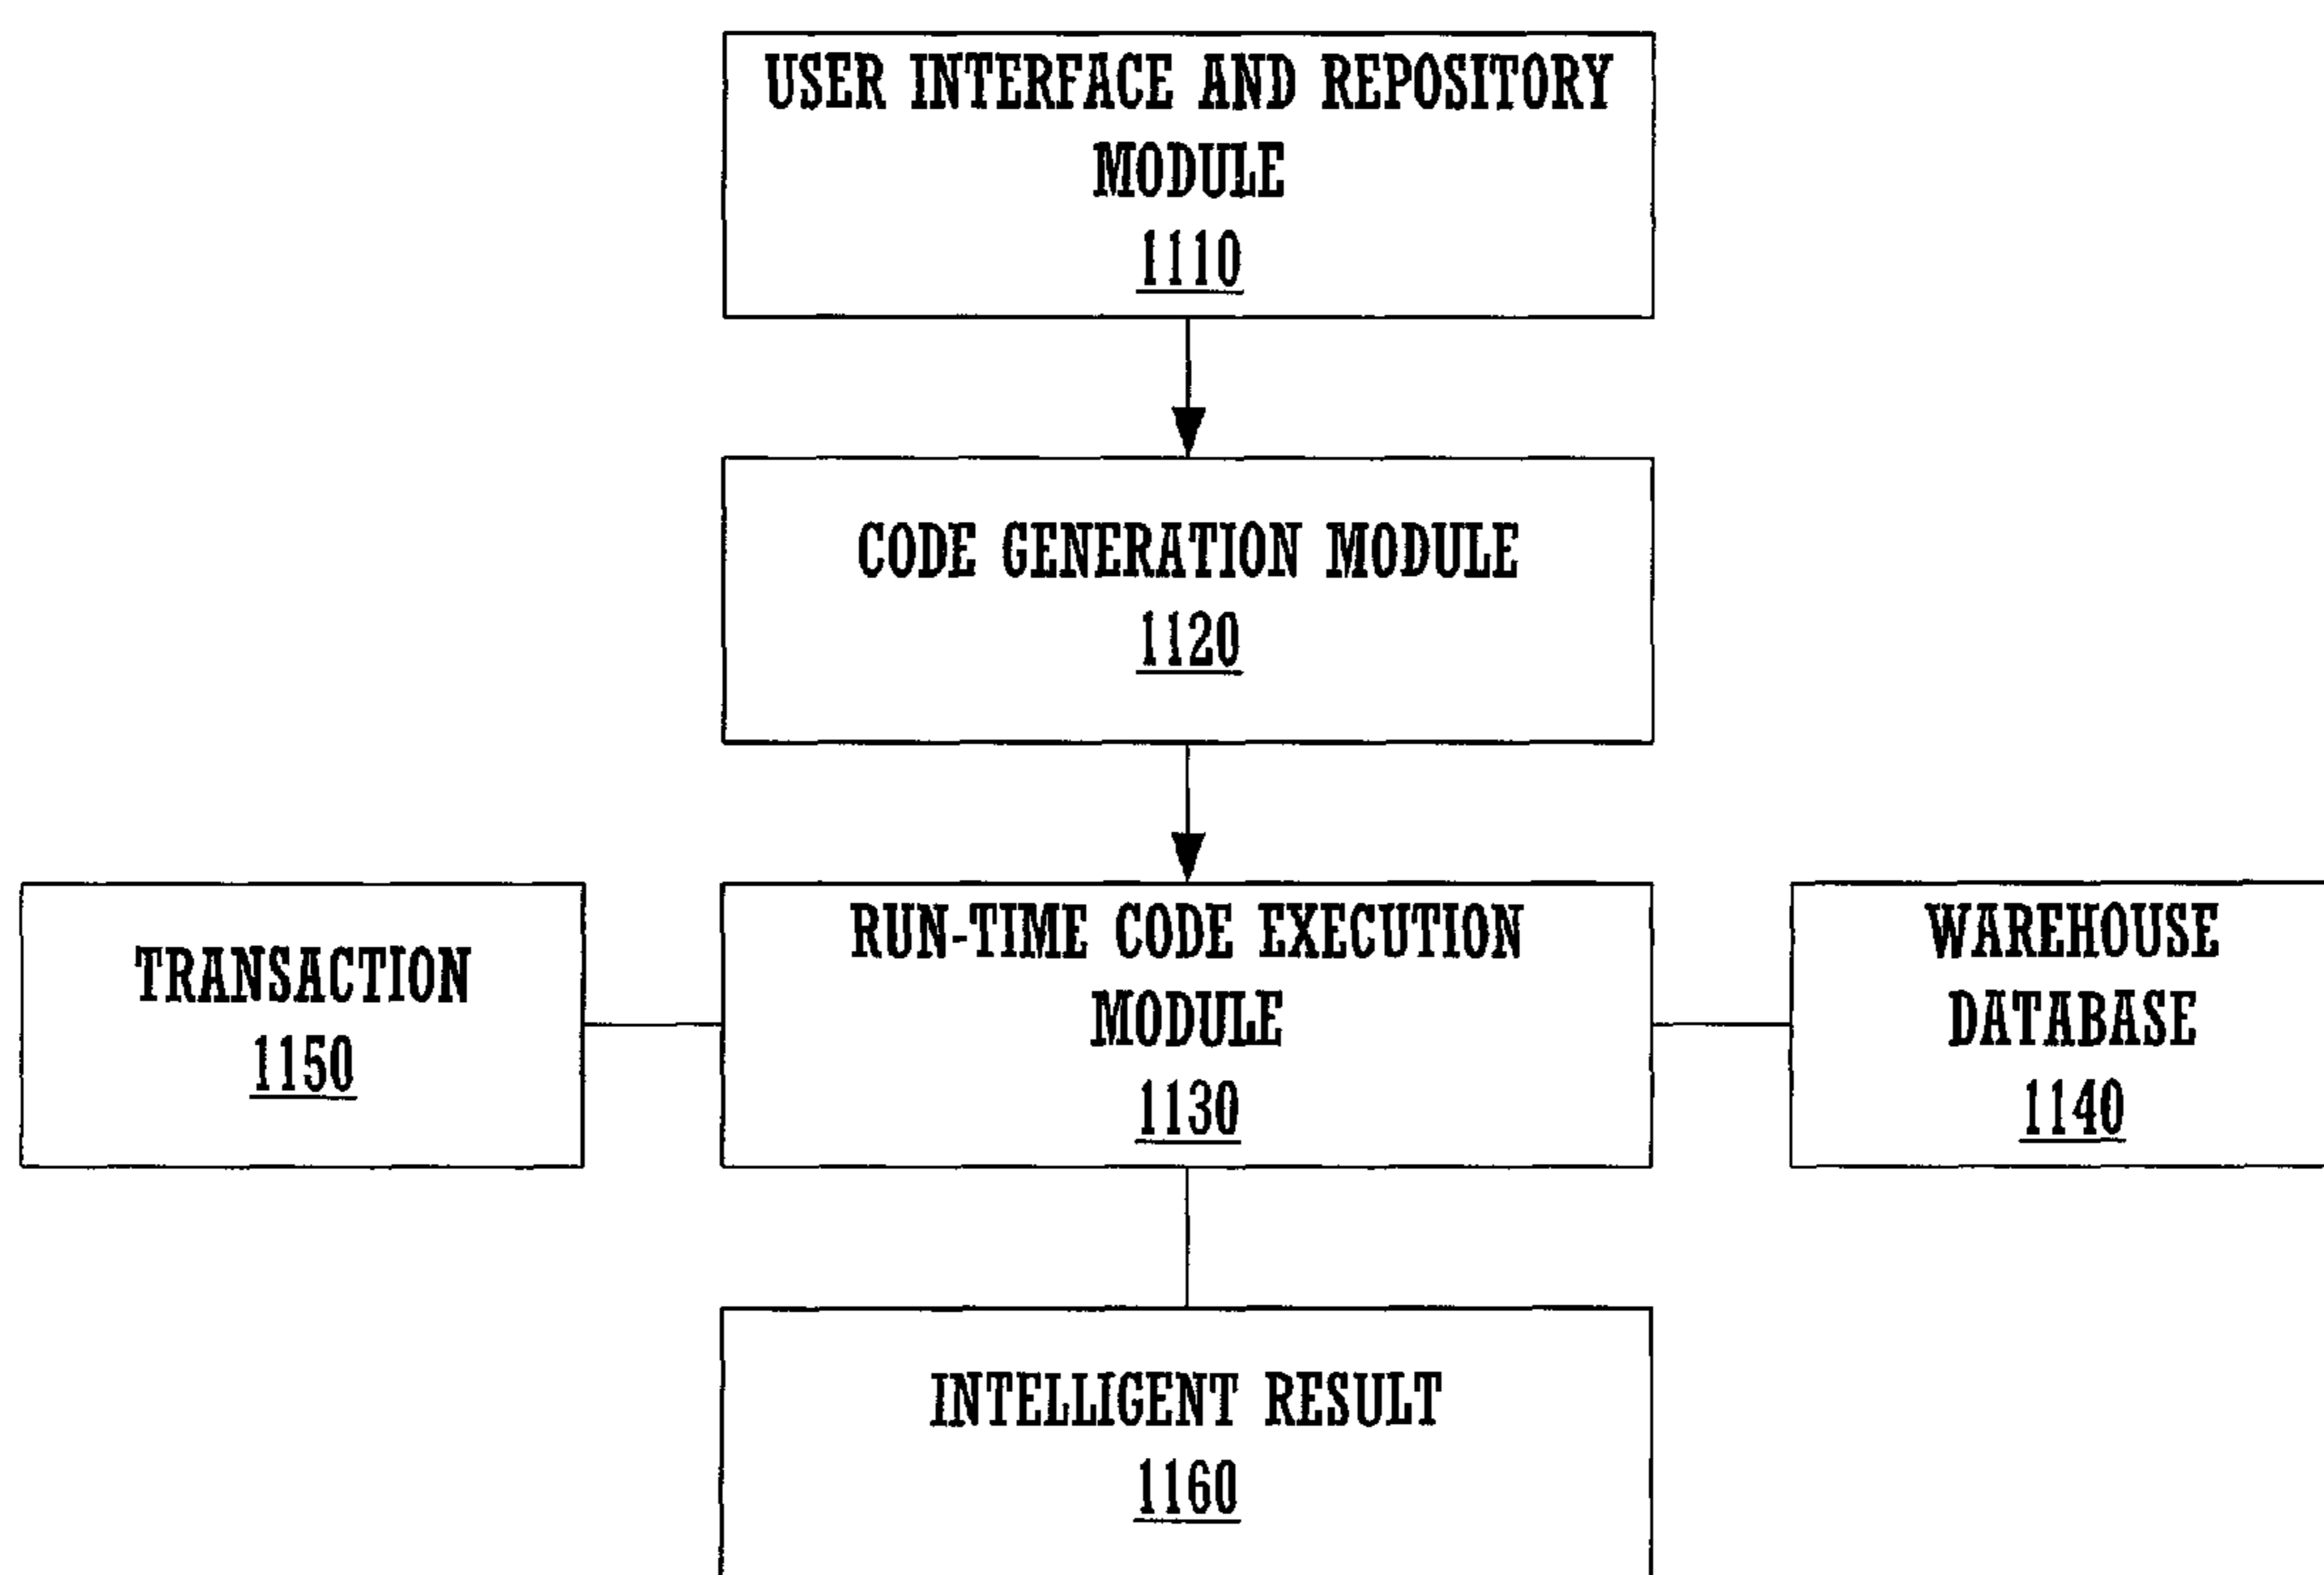 USER INTERFACE AND REPOSITORY
MODULE
1110
CODE GENERATION MODULE
1120
TRANSACTION
1150
RUN-TIME CODE EXECUTION
MODULE
1130
WAREHOUSE
DATABASE
1140
INTELLIGENT RESULT
1160